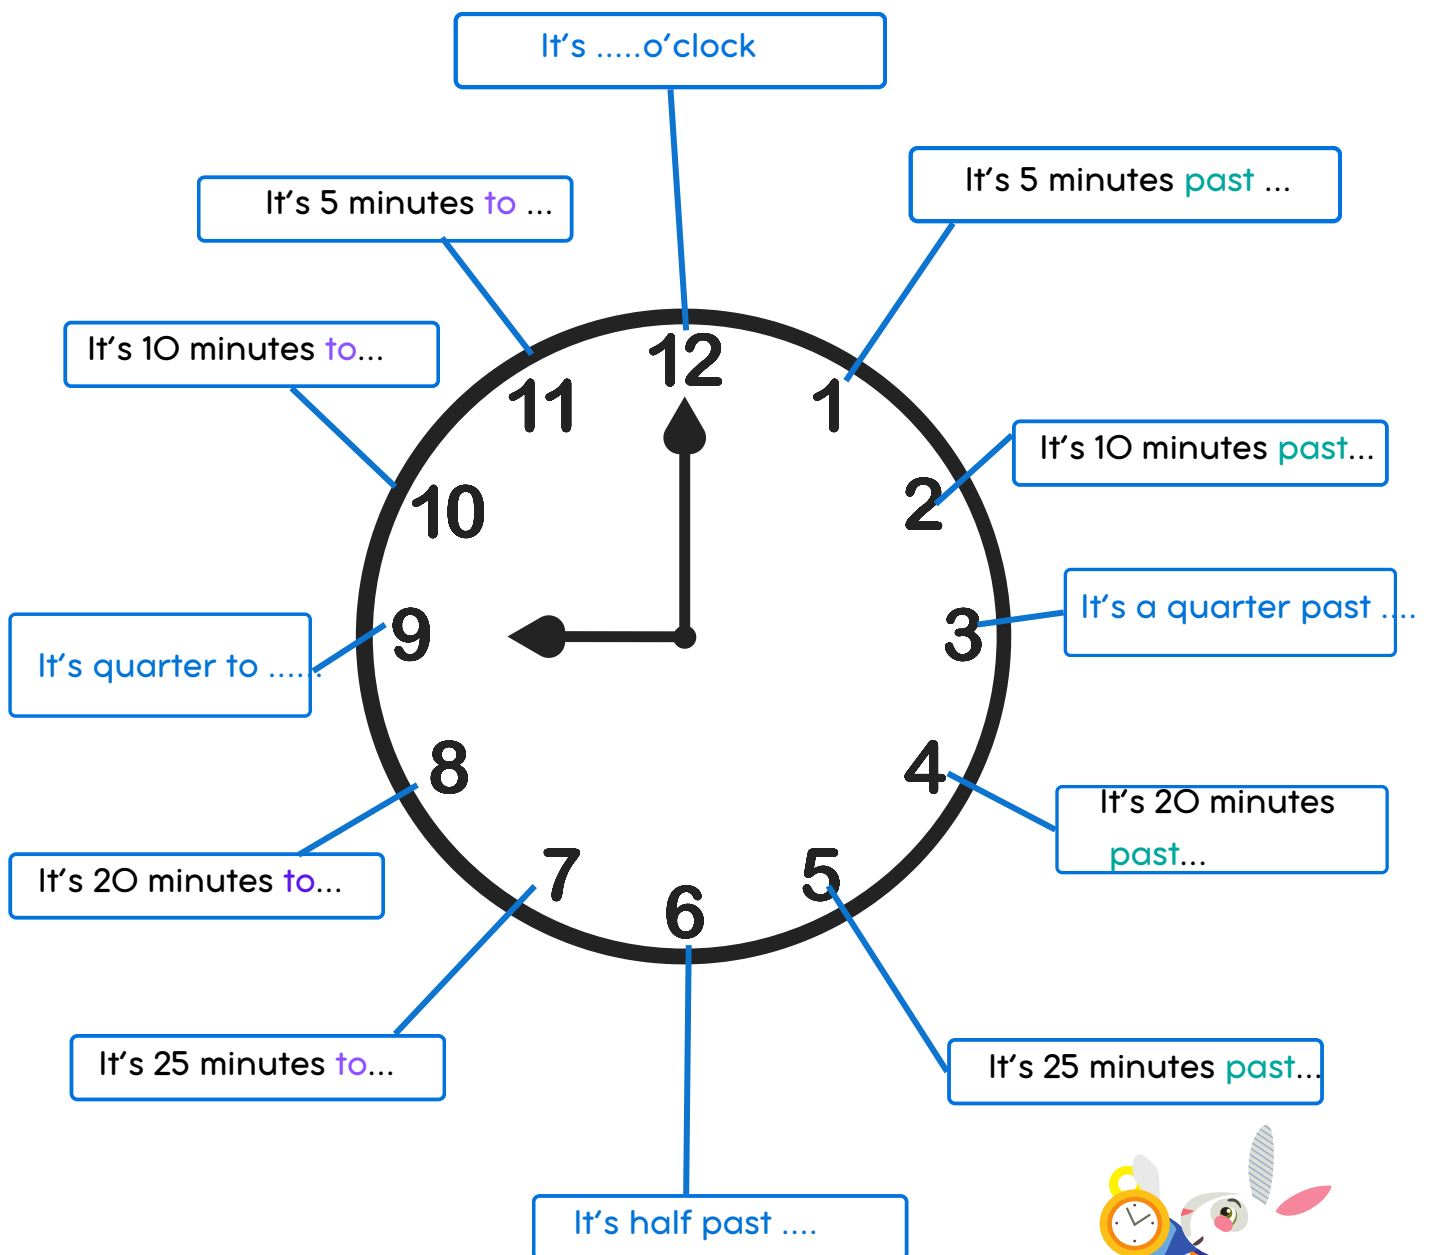 It's .....o'clock
It's 5 minutes past ...
It's 5 minutes to ...
It's 10 minutes to...
12
11
1
It's 10 minutes past...
10
2
It's a quarter past ....
9
3
It's quarter to ......
8
4
It's 20 minutes
past...
7
5
It's 20 minutes to...
6
It's 25 minutes to...
It's 25 minutes past...
It's half past ....